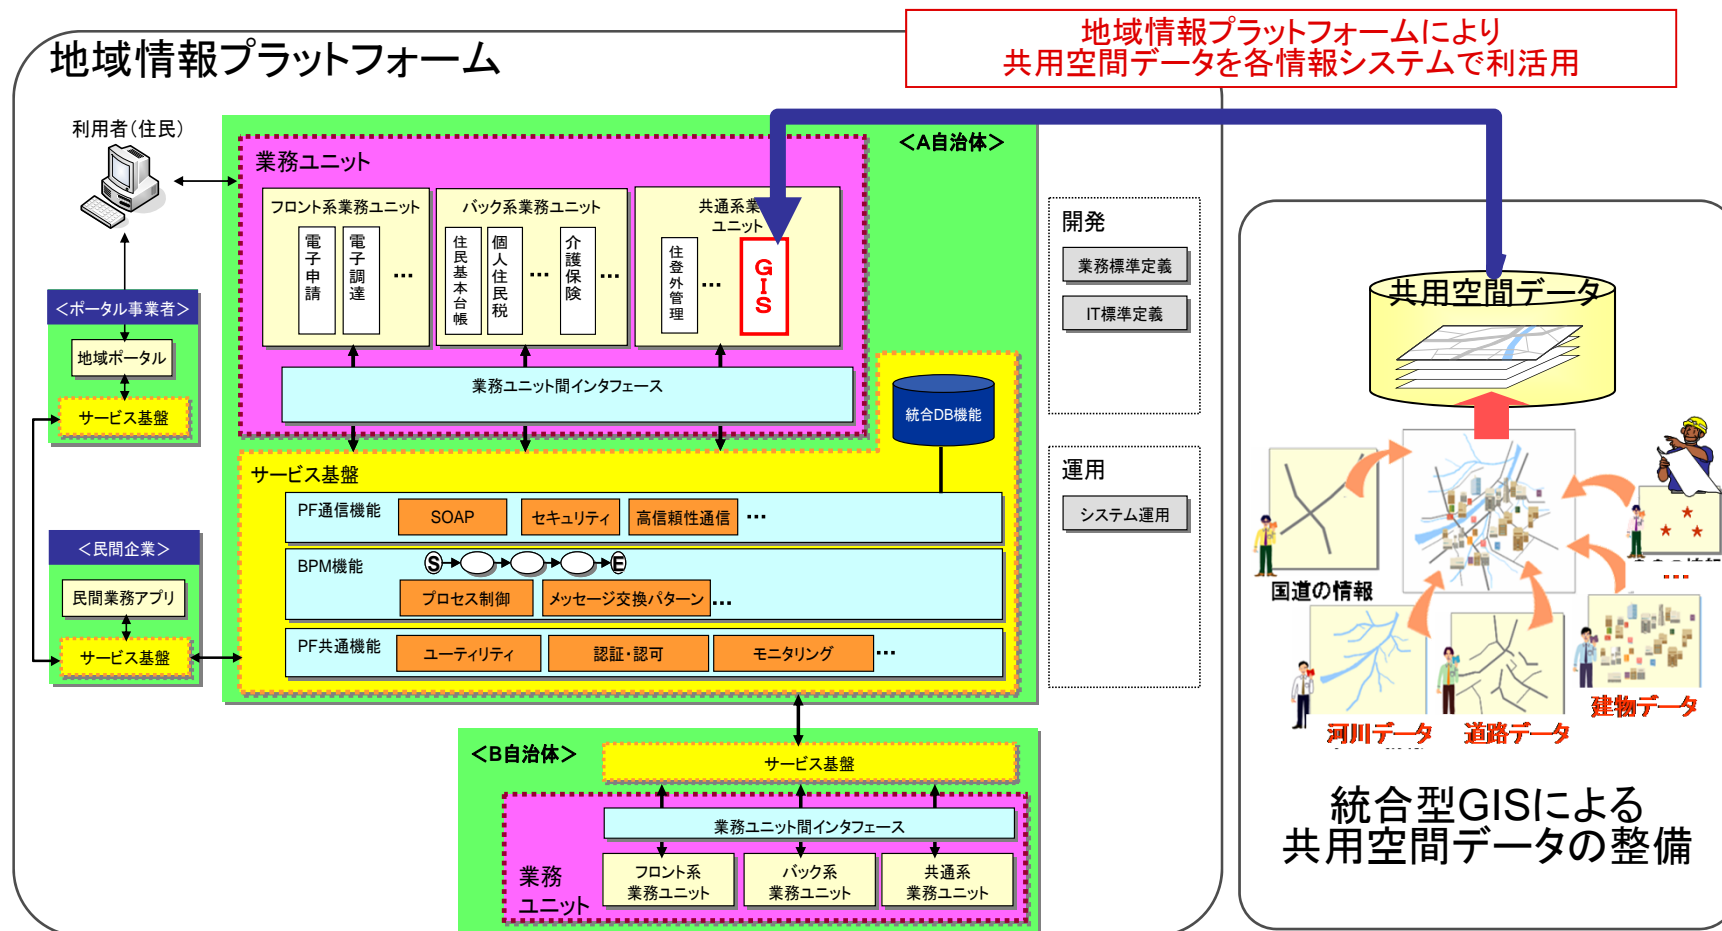 地域情報プラットフォーム
地域情報プラットフォームにより
共用空間データを各情報システムで利活用
利用者(住民)
<A自治体>
業務ユニット
フロント系業務ユニット
電子申請
電子調達
…
バック系業務ユニット
住民基本台帳
個人住民税
…
介護保険
…
共通系業
ユニット
住登外管理
…
GIS
業務ユニット間インタフェース
統合DB機能
サービス基盤
PF通信機能
SOAP
セキュリティ
高信頼性通信
…
BPM機能
S
E
プロセス制御
メッセージ交換パターン
…
PF共通機能
ユーティリティ
認証・認可
モニタリング
…
<ポータル事業者>
地域ポータル
サービス基盤
<民間企業>
民間業務アプリ
サービス基盤
開発
業務標準定義
IT標準定義
運用
システム運用
<B自治体>
サービス基盤
業務ユニット間インタフェース
業務
ユニット
フロント系
業務ユニット
バック系
業務ユニット
共通系
業務ユニット
共用空間データ
国道の情報
…
河川データ
道路データ
建物データ
統合型GISによる
共用空間データの整備